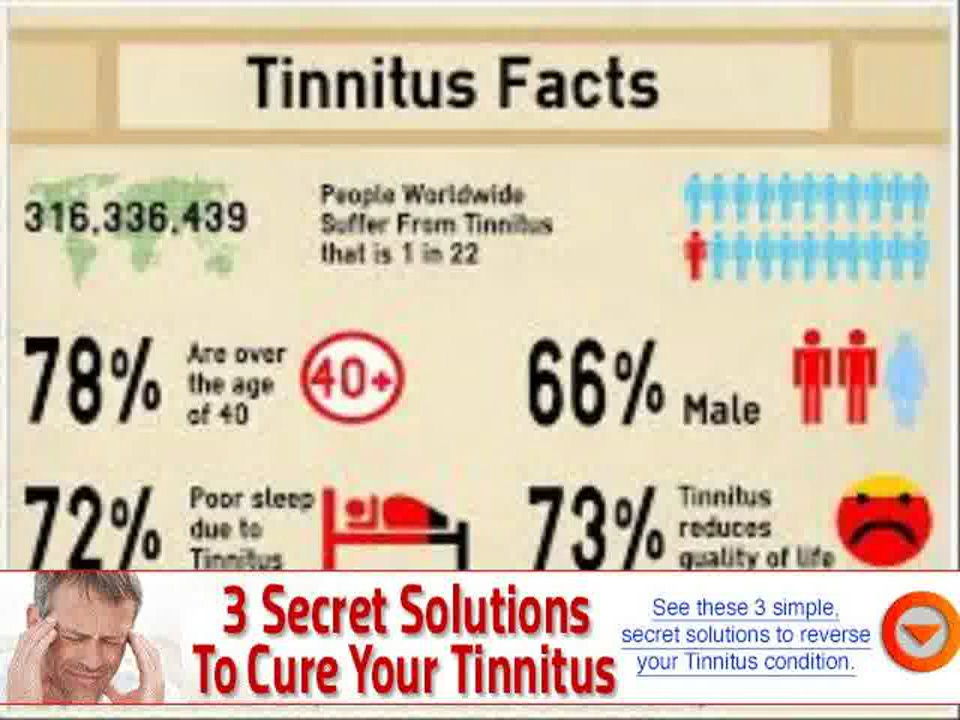 Tinnitus Facts
316,336,439
People Worldwide
Suffer From Tinnitus
that is 1 in 22
78%
Are over
the age
of 40
40+
66%
Male
72%
Poor sleep
due to
Tinnitus
73%
Tinnitus
reduces
quality of life
3 Secret Solutions
To Cure Your Tinnitus
See these 3 simple,
secret solutions to reverse
your Tinnitus condition.